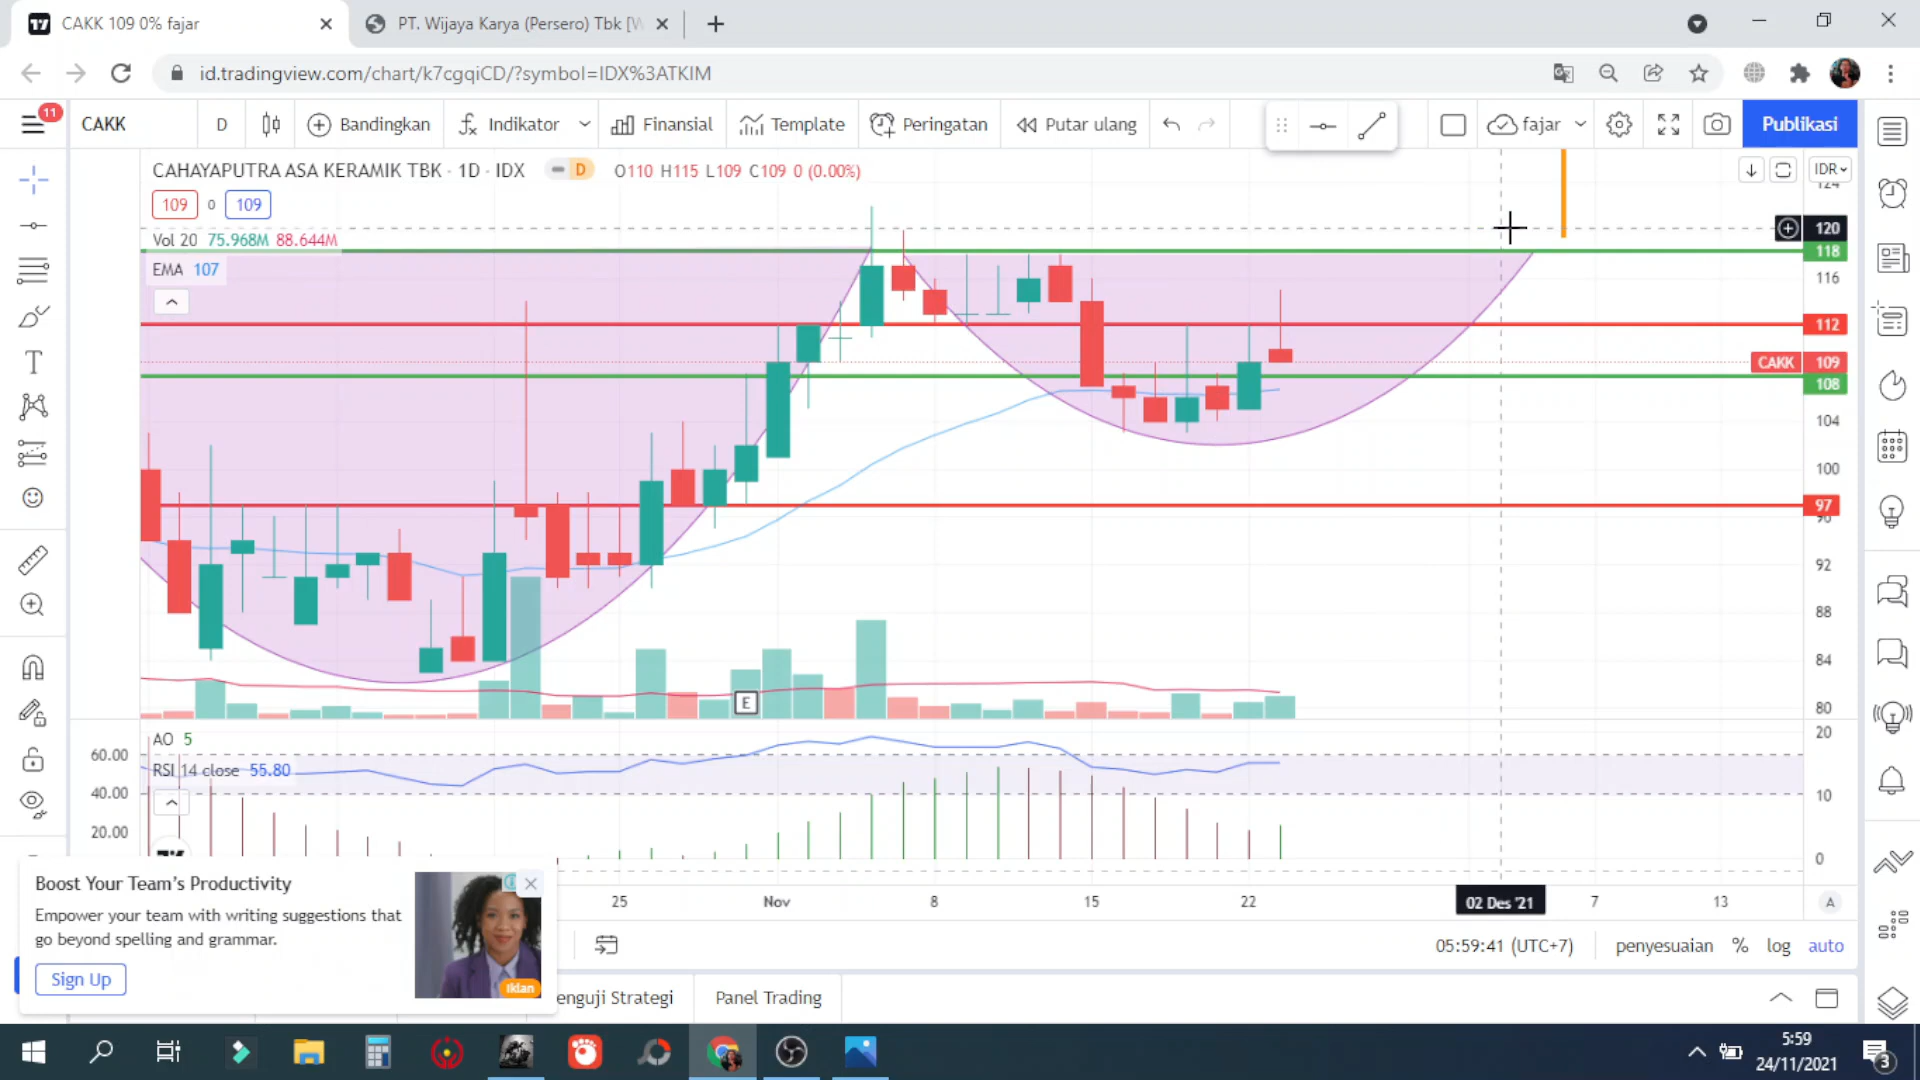 CAKK 109 0% fajar
PT. Wijaya Karya (Persero) Tbk [W
id.tradingview.com/chart/k7cgqiCD/?symbol=IDX%3ATKIM
11
CAKK
D
Bandingkan
Indikator
Finansial
Template
Peringatan
Putar ulang
fajar
Publikasi
CAHAYAPUTRA ASA KERAMIK TBK · 1D · IDX
D
O110 H115 L109 C109 0 (0.00%)
IDR
109 0 109
Vol 20 75.968M 88.644M
EMA 107
124
120
118
116
112
CAKK 109
108
104
100
97
96
92
88
84
80
E
AO 5
RSI 14 close 55.80
60.00
40.00
20.00
20
10
0
25 Nov 8 15 22 02 Des '21 7 13
A
Boost Your Team's Productivity
Empower your team with writing suggestions that
go beyond spelling and grammar.
Sign Up
Iklan
05:59:41 (UTC+7)
penyesuaian % log auto
enguji Strategi
Panel Trading
5:59
24/11/2021
3